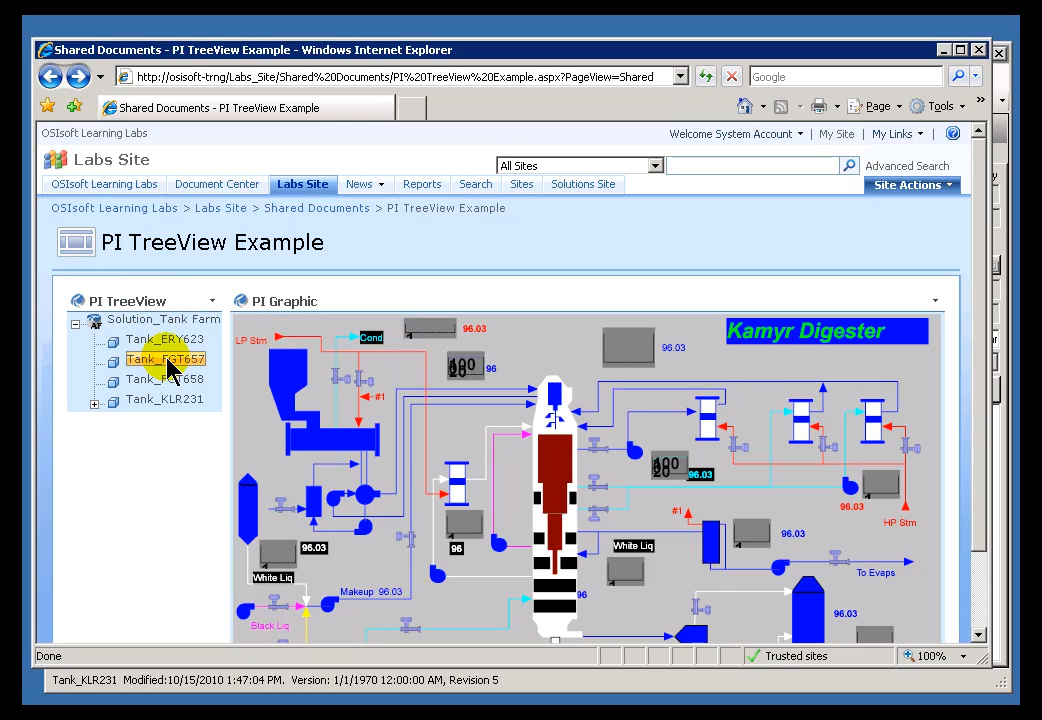 Shared Documents - PI TreeView Example - Windows Internet Explorer
http://osisoft-trng/Labs_Site/Shared%20Documents/PI%20TreeView%20Example.aspx?PageView=Shared
Google
Shared Documents - PI TreeView Example
Page
Tools
»
OSIsoft Learning Labs
Welcome System Account
My Site
My Links
Labs Site
All Sites
Advanced Search
OSIsoft Learning Labs
Document Center
Labs Site
News
Reports
Search
Sites
Solutions Site
Site Actions
OSIsoft Learning Labs > Labs Site > Shared Documents > PI TreeView Example
PI TreeView Example
PI TreeView
PI Graphic
AF
Solution_Tank Farm
Tank_ERY623
Tank_FGT657
Tank_KLR231
Kamyr Digester
LP Stm
Cond
96.03
96.03
100
96
#1
100
96.03
96.03
HP Stm
#1
96.03
96
White Liq
96.03
White Liq
To Evaps
Makeup 96.03
96
Black Liq
96.03
Done
Trusted sites
100%
Tank_KLR231 Modified:10/15/2010 1:47:04 PM. Version: 1/1/1970 12:00:00 AM, Revision 5